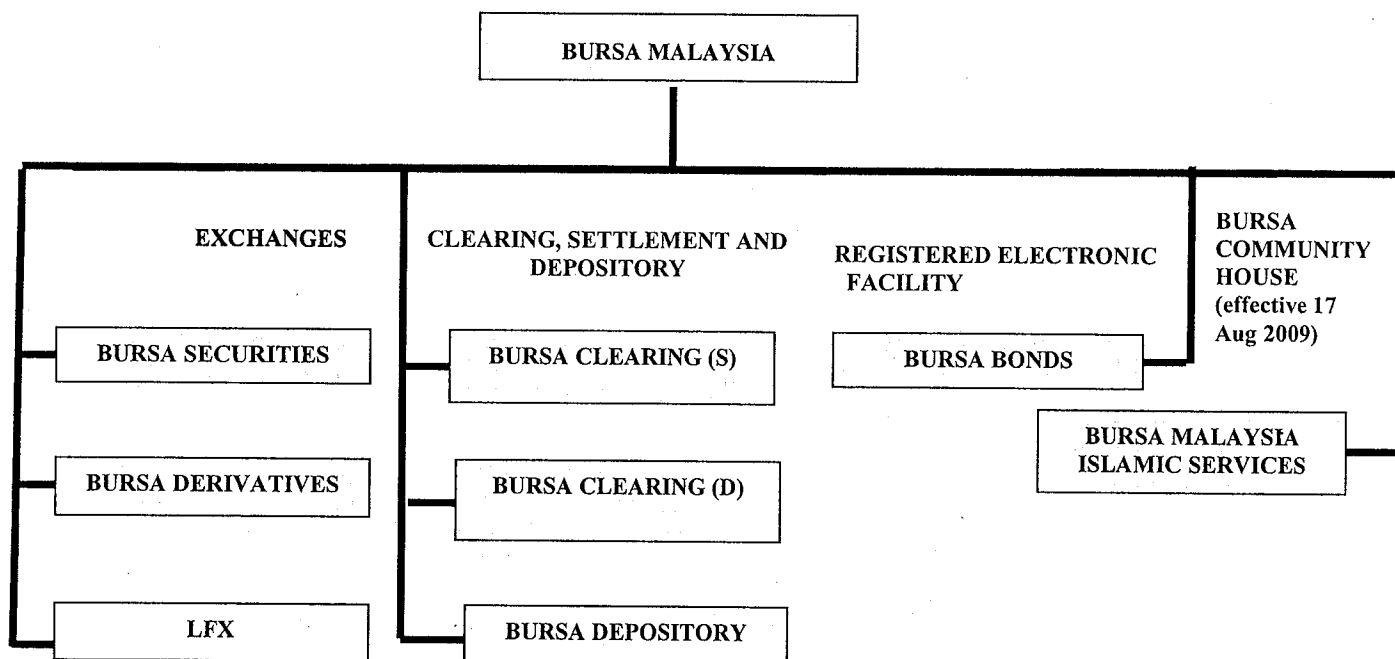 BURSA MALAYSIA
EXCHANGES
BURSA SECURITIES
BURSA DERIVATIVES
LFX
CLEARING, SETTLEMENT AND
DEPOSITORY
BURSA CLEARING (S)
BURSA CLEARING (D)
BURSA DEPOSITORY
REGISTERED ELECTRONIC
FACILITY
BURSA BONDS
BURSA
COMMUNITY
HOUSE
(effective 17
Aug 2009)
BURSA MALAYSIA
ISLAMIC SERVICES